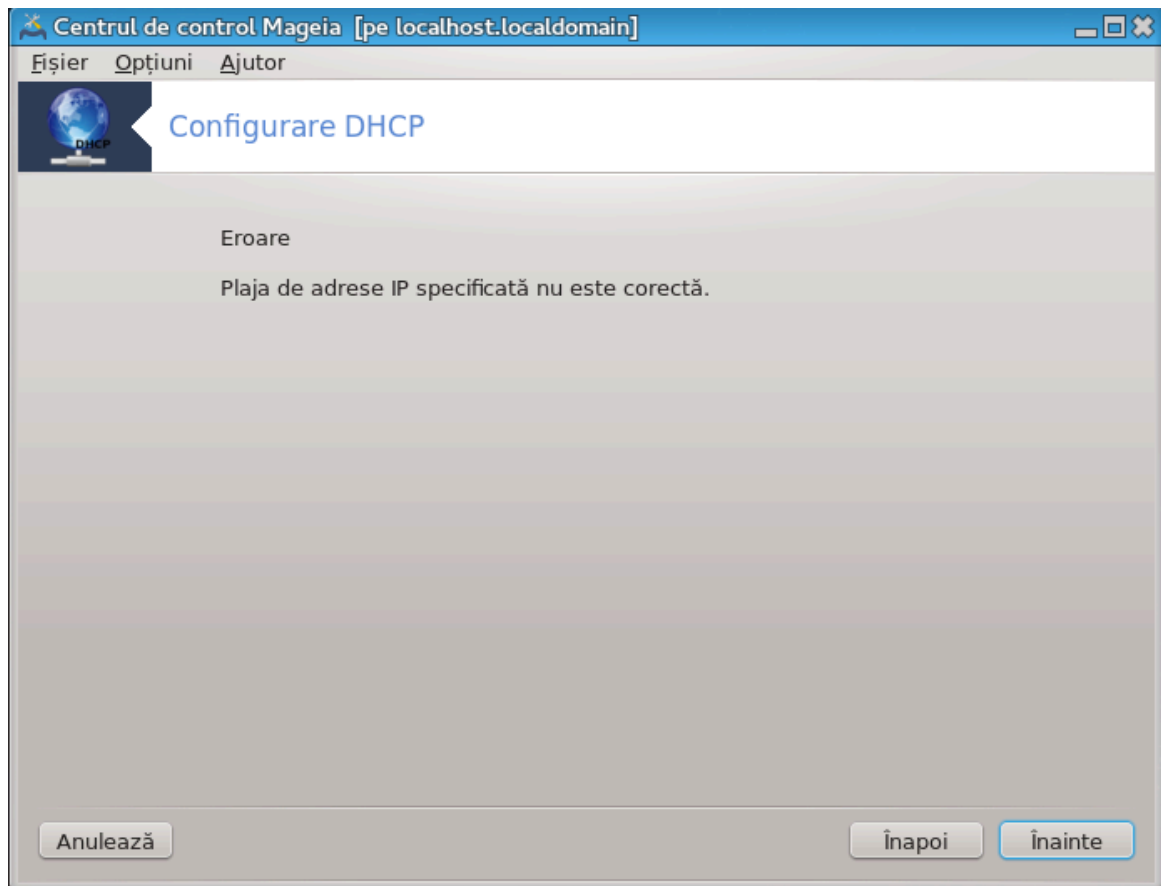 Centrul de control Mageia [pe localhost.localdomain]
Fișier Opțiuni Ajutor
DHCP
Configurare DHCP
Eroare
Plaja de adrese IP specificată nu este corectă.
Anulează Înapoi Înainte